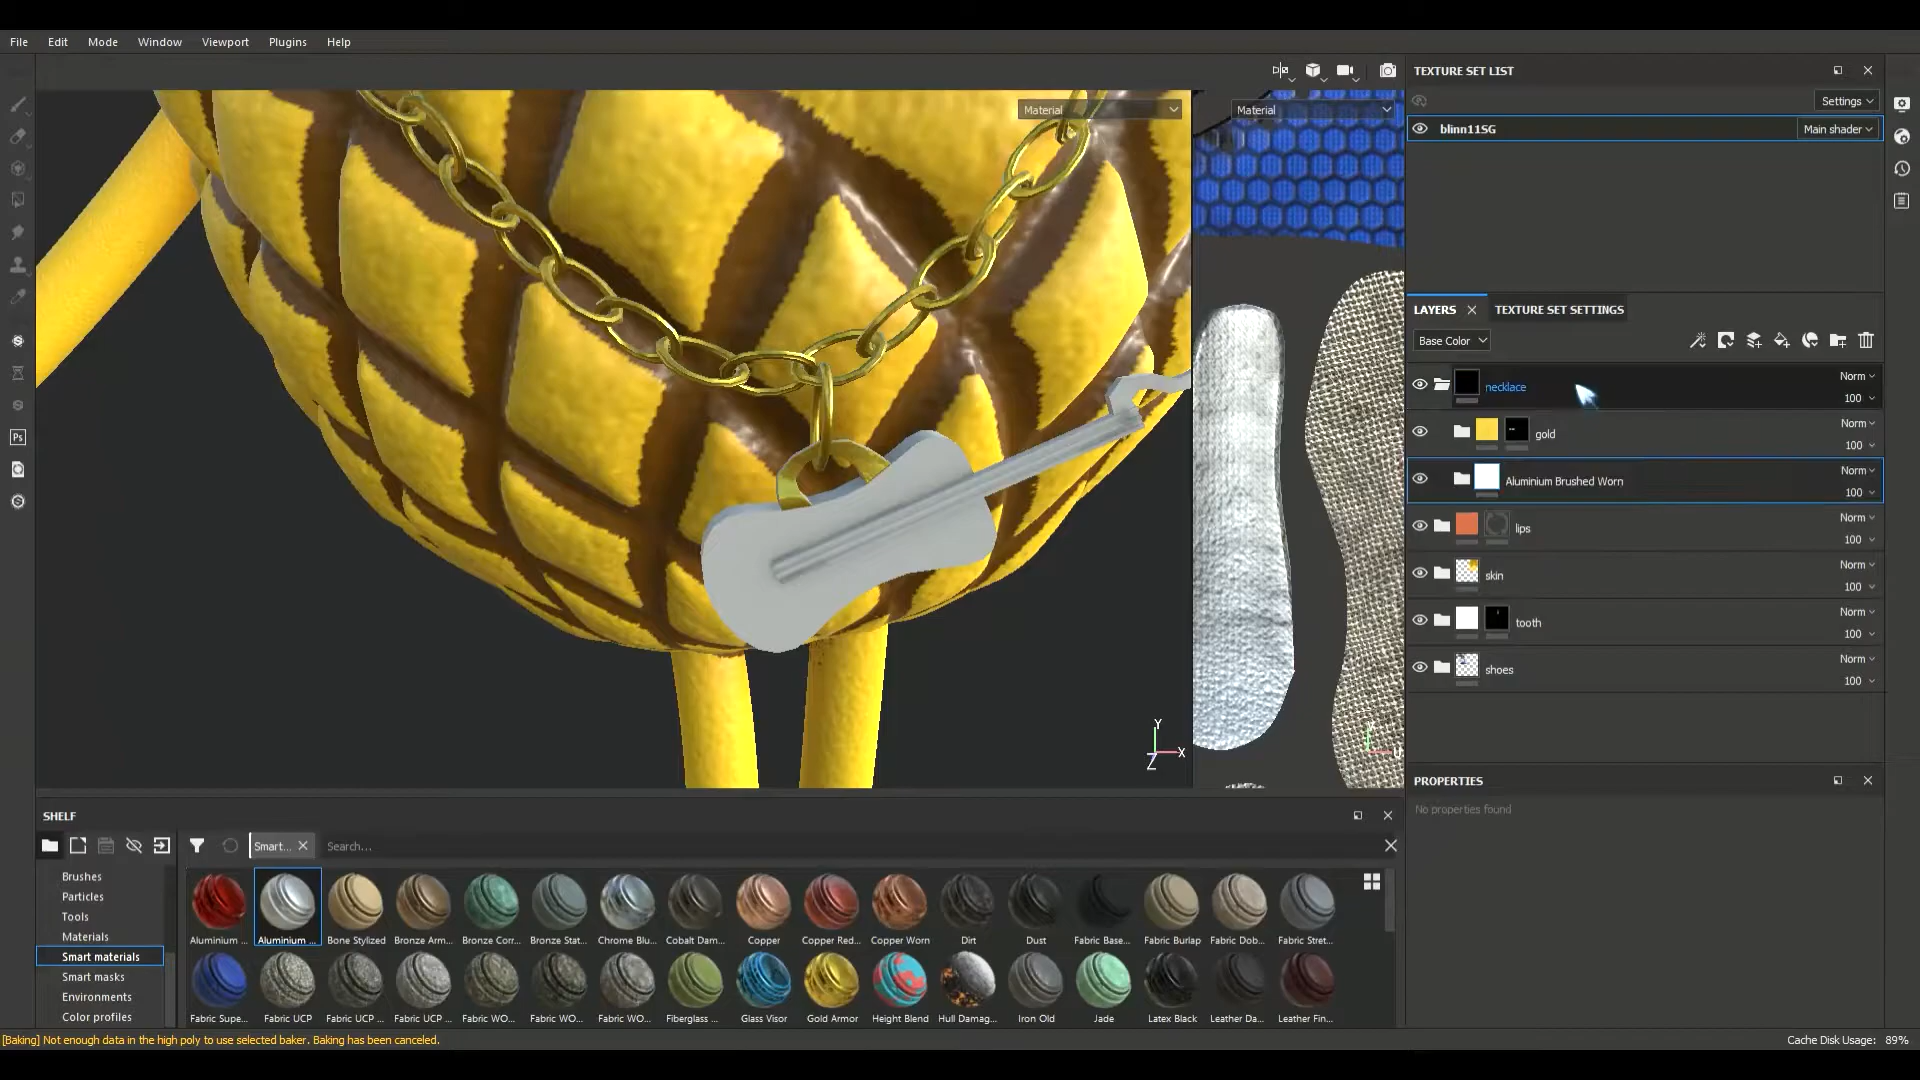 File Edit Mode Window Viewport Plugins Help
Material
Material
TEXTURE SET LIST
Settings
blinn11SG
Main shader
LAYERS
TEXTURE SET SETTINGS
Base Color
necklace
Norm
100
gold
Norm
100
Aluminium Brushed Worn
Norm
100
lips
Norm
100
skin
Norm
100
tooth
Norm
100
shoes
Norm
100
Y
X
Z
Ps
PROPERTIES
No properties found
SHELF
Smart...
Search...
Brushes
Particles
Tools
Materials
Smart materials
Smart masks
Environments
Color profiles
Aluminium ... Aluminium ... Bone Stylized Bronze Arm... Bronze Corr... Bronze Stat... Chrome Blu... Cobalt Dam... Copper Copper Red... Copper Worn Dirt Dust Fabric Base... Fabric Burlap Fabric Dob... Fabric Stret...
Fabric Supe... Fabric UCP Fabric UCP ... Fabric UCP ... Fabric WO... Fabric WO... Fabric WO... Fiberglass ... Glass Visor Gold Armor Height Blend Hull Damag... Iron Old Jade Latex Black Leather Da... Leather Fin...
[Baking] Not enough data in the high poly to use selected baker. Baking has been canceled.
Cache Disk Usage: 89%